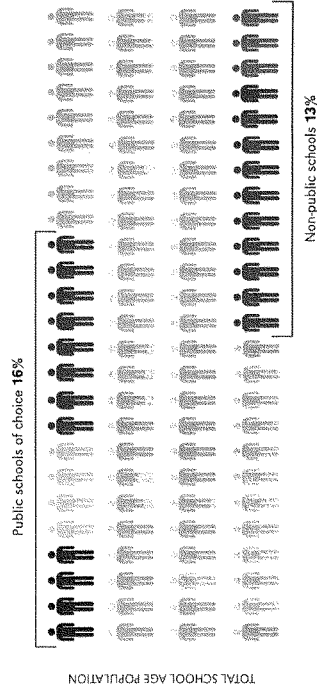 Public schools of choice 16%
TOTAL SCHOOL AGE POPULATION
Non-public schools 13%